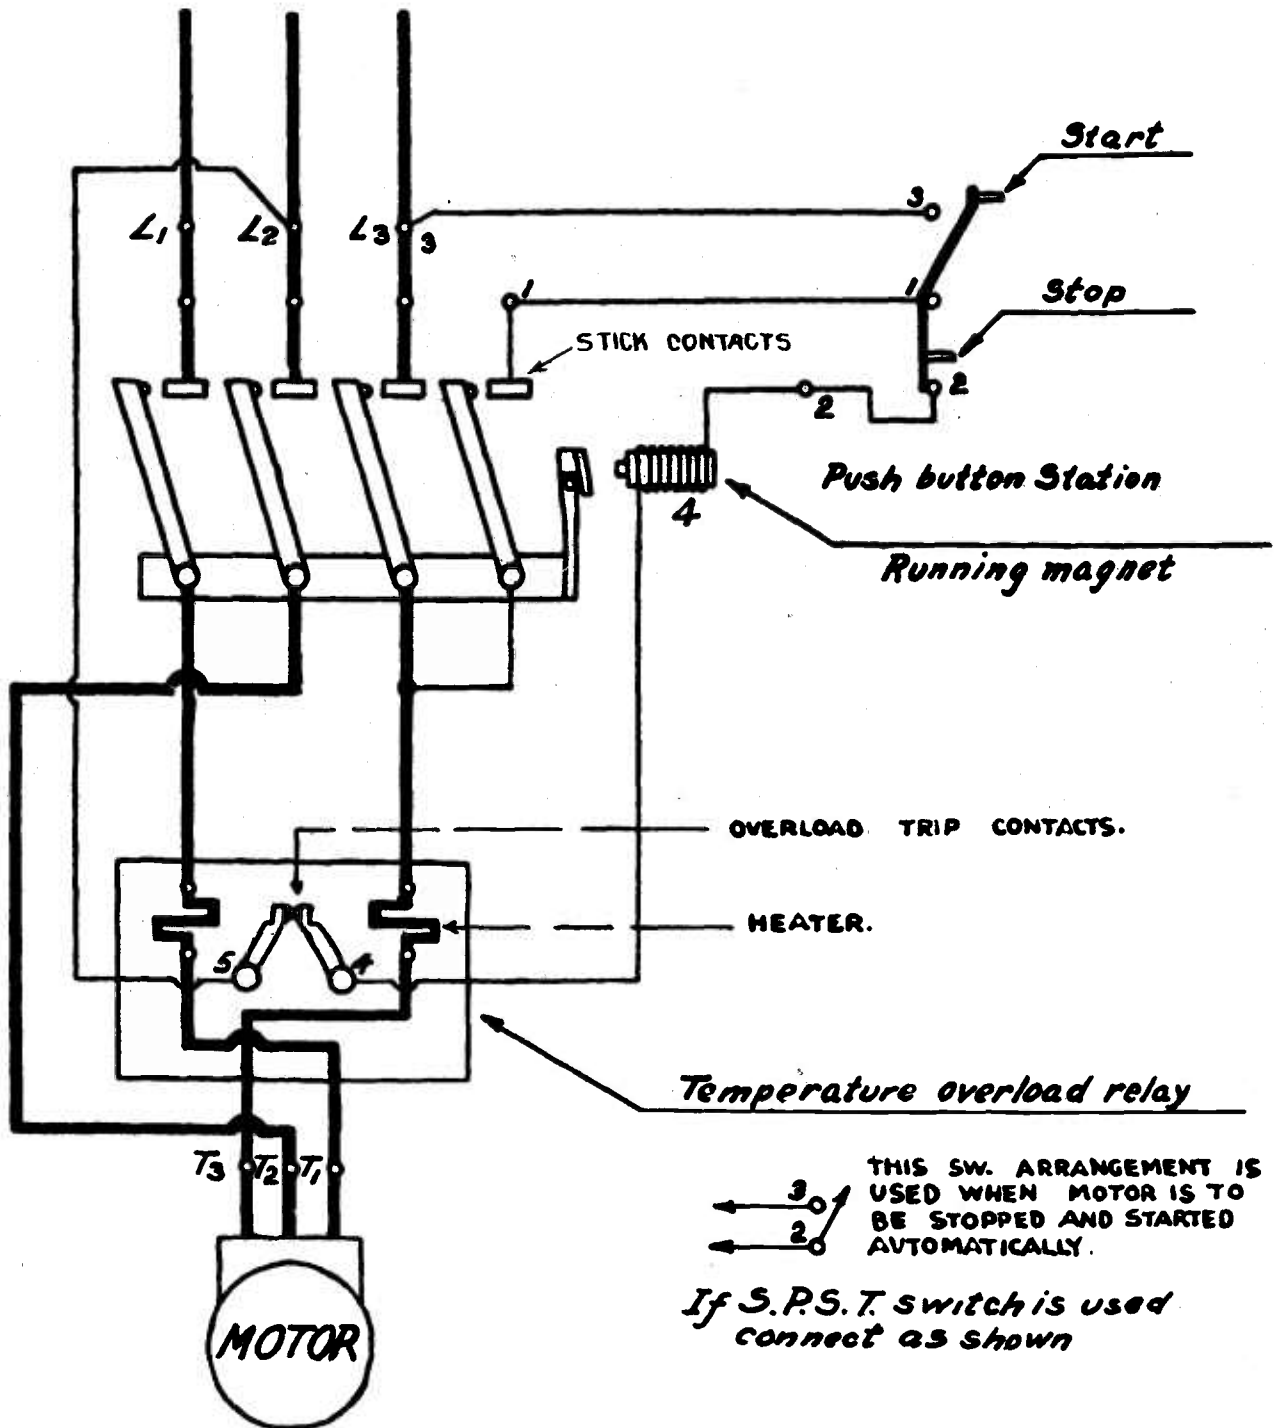 Start
3
L1
L2
L3
3
1
1
Stop
STICK CONTACTS
2
2
Push button Station
4
Running magnet
OVERLOAD TRIP CONTACTS.
HEATER.
5
4
Temperature overload relay
T3
T2
T1
3
2
THIS SW. ARRANGEMENT IS
USED WHEN MOTOR IS TO
BE STOPPED AND STARTED
AUTOMATICALLY.
If S.P.S.T. switch is used
connect as shown
MOTOR